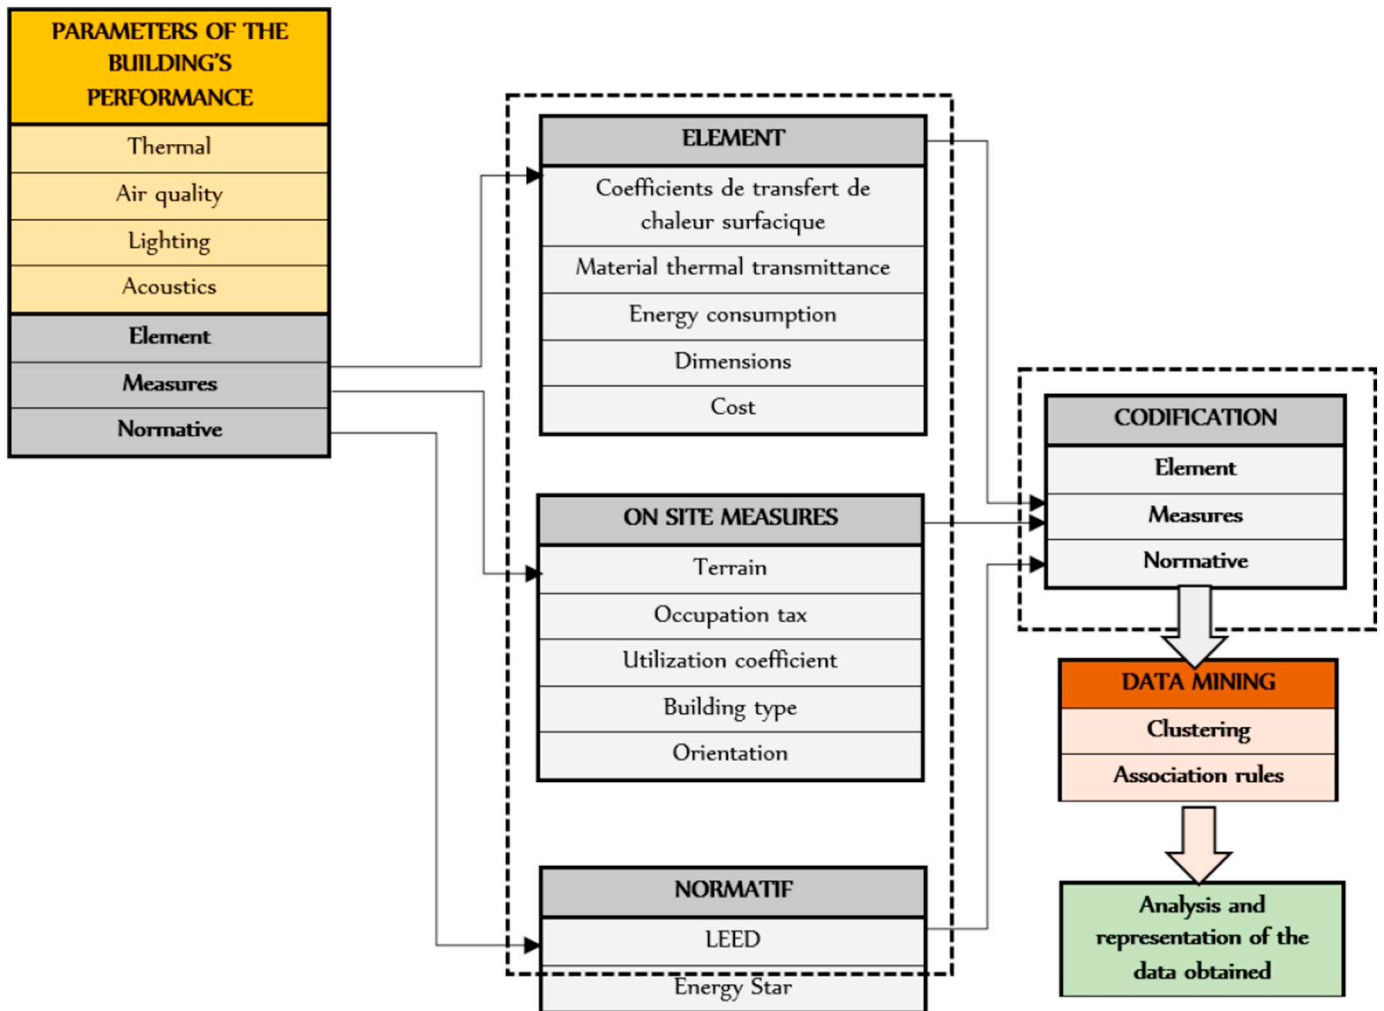 PARAMETERS OF THE
BUILDING'S
PERFORMANCE
Thermal
Air quality
Lighting
Acoustics
Element
Measures
Normative
ELEMENT
Coefficients de transfert de
chaleur surfacique
Material thermal transmittance
Energy consumption
Dimensions
Cost
ON SITE MEASURES
Terrain
Occupation tax
Utilization coefficient
Building type
Orientation
NORMATIF
LEED
Energy Star
CODIFICATION
Element
Measures
Normative
DATA MINING
Clustering
Association rules
Analysis and
representation of the
data obtained